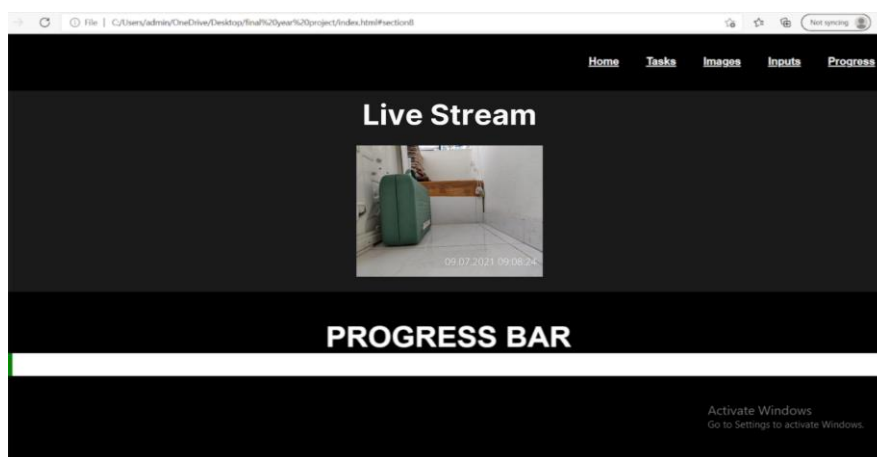 File | C:/Users/admin/OneDrive/Desktop/final%20year%20project/index.html#section8
Not syncing
Home Tasks Images Inputs Progress
Live Stream
09.07.2021 09:08:24
PROGRESS BAR
Activate Windows
Go to Settings to activate Windows.